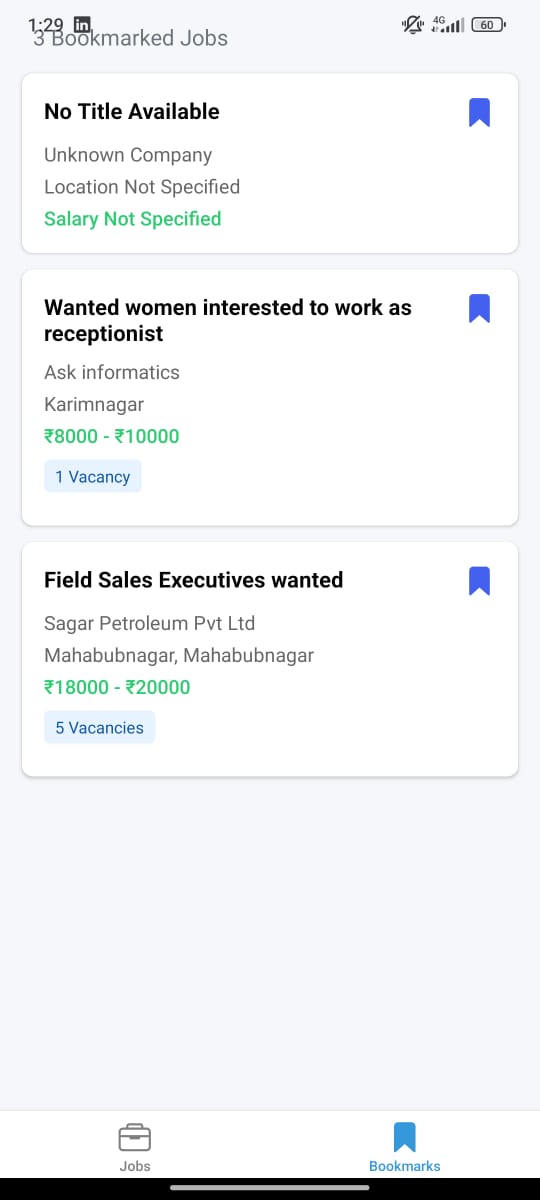 1:29 in 4G 60
3 Bookmarked Jobs
No Title Available
Unknown Company
Location Not Specified
Salary Not Specified
Wanted women interested to work as
receptionist
Ask informatics
Karimnagar
₹8000 - ₹10000
1 Vacancy
Field Sales Executives wanted
Sagar Petroleum Pvt Ltd
Mahabubnagar, Mahabubnagar
₹18000 - ₹20000
5 Vacancies
Jobs Bookmarks